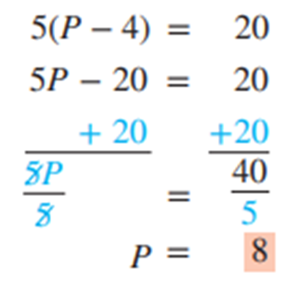 5(P – 4) = 20
5P – 20 = 20
+ 20 +20
5P/5 = 40/5
P = 8